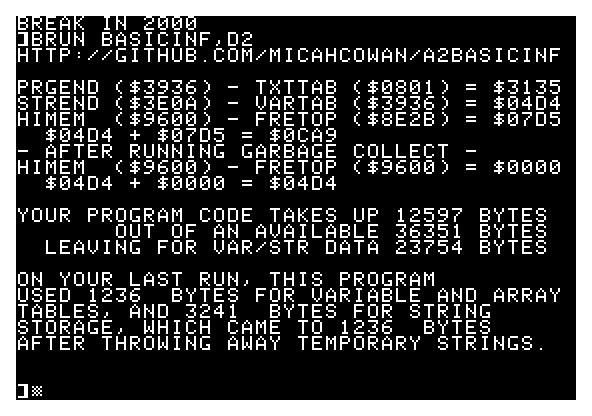 BREAK IN 2000
]BRUN BASICINF,D2
HTTP://GITHUB.COM/MICAHCOWAN/A2BASICINF
PRGEND ($3936) - TXTTAB ($0801) = $3135
STREND ($3E0A) - VARTAB ($3936) = $04D4
HIMEM  ($9600) - FRETOP ($8E2B) = $07D5
$04D4 + $07D5 = $0CA9
- AFTER RUNNING GARBAGE COLLECT -
HIMEM  ($9600) - FRETOP ($9600) = $0000
$04D4 + $0000 = $04D4
YOUR PROGRAM CODE TAKES UP 12597 BYTES
OUT OF AN AVAILABLE 36351 BYTES
LEAVING FOR VAR/STR DATA 23754 BYTES
ON YOUR LAST RUN, THIS PROGRAM
USED 1236  BYTES FOR VARIABLE AND ARRAY
TABLES, AND 3241  BYTES FOR STRING
STORAGE, WHICH CAME TO 1236  BYTES
AFTER THROWING AWAY TEMPORARY STRINGS.
]